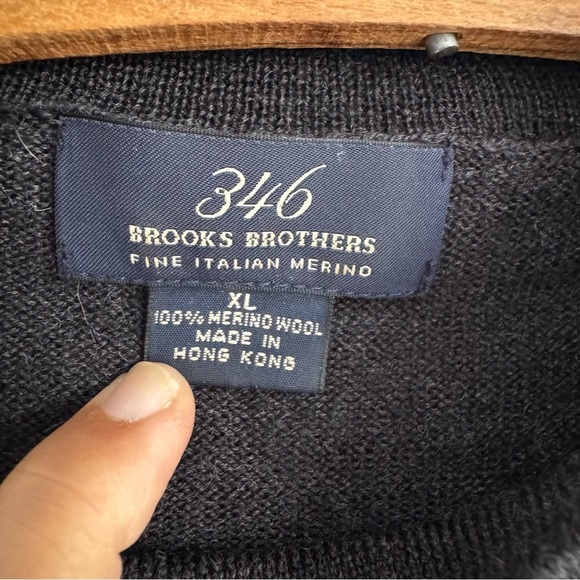 346
BROOKS BROTHERS
FINE ITALIAN MERINO
XL
100% MERINO WOOL
MADE IN
HONG KONG